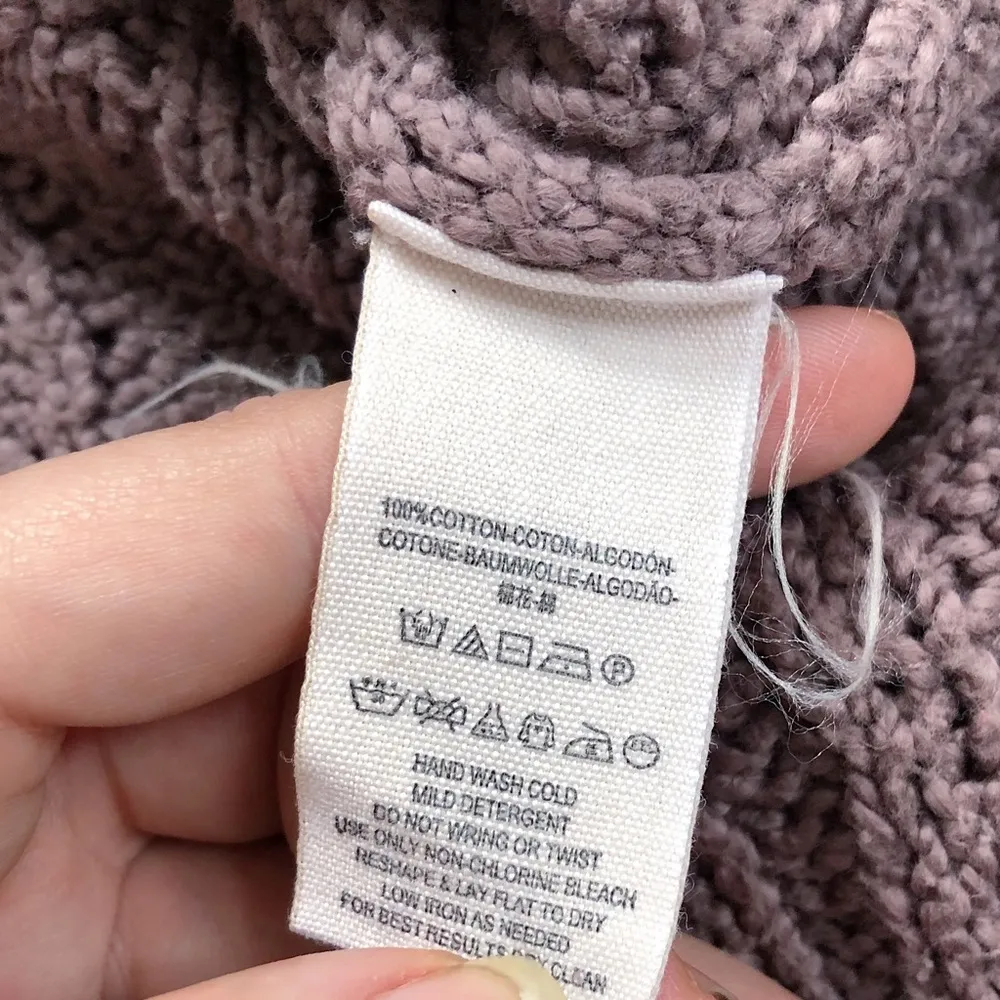 100%COTTON-COTON-ALGODÓN-
COTONE-BAUMWOLLE-ALGODÃO-
棉花-綿
P
HAND WASH COLD
MILD DETERGENT
DO NOT WRING OR TWIST
USE ONLY NON-CHLORINE BLEACH
RESHAPE & LAY FLAT TO DRY
LOW IRON AS NEEDED
FOR BEST RESULTS DRY CLEAN